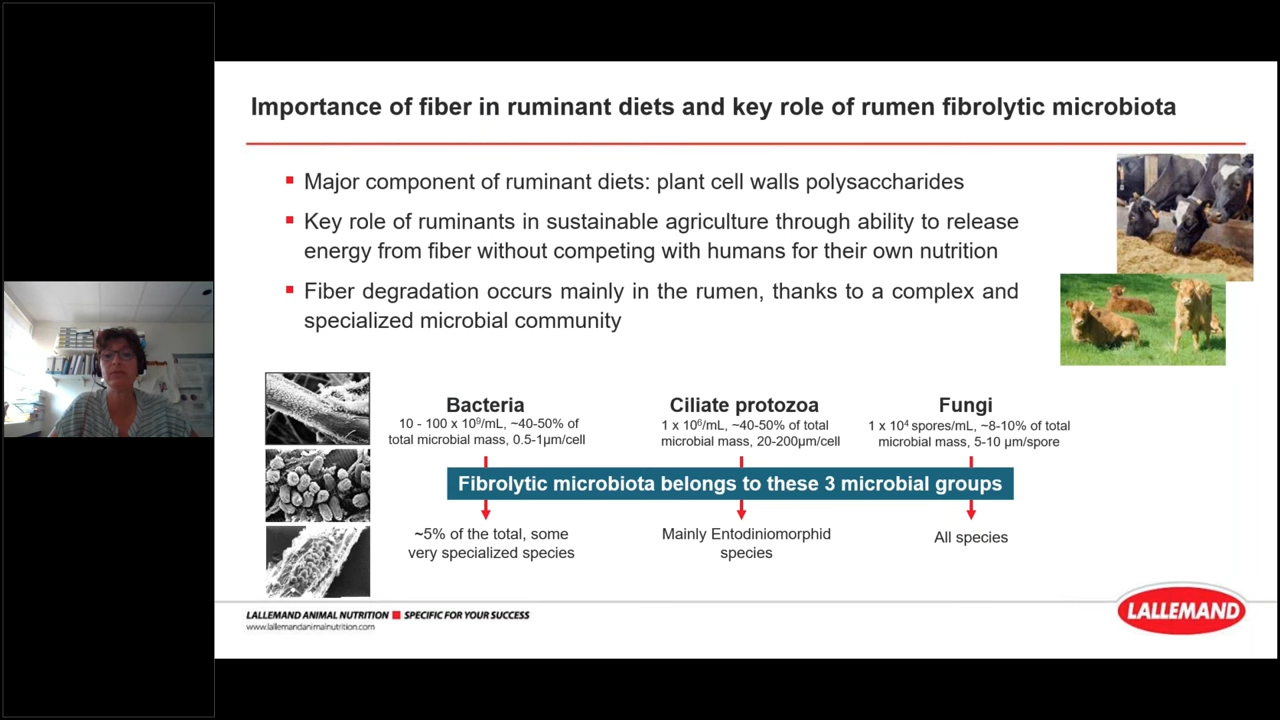 Importance of fiber in ruminant diets and key role of rumen fibrolytic microbiota
Major component of ruminant diets: plant cell walls polysaccharides
Key role of ruminants in sustainable agriculture through ability to release
energy from fiber without competing with humans for their own nutrition
Fiber degradation occurs mainly in the rumen, thanks to a complex and
specialized microbial community
Bacteria
10 - 100 x 10⁹/mL, ~40-50% of
total microbial mass, 0.5-1µm/cell
Ciliate protozoa
1 x 10⁶/mL, ~40-50% of total
microbial mass, 20-200µm/cell
Fungi
1 x 10⁴ spores/mL, ~8-10% of total
microbial mass, 5-10 µm/spore
Fibrolytic microbiota belongs to these 3 microbial groups
~5% of the total, some
very specialized species
Mainly Entodiniomorphid
species
All species
LALLEMAND ANIMAL NUTRITION SPECIFIC FOR YOUR SUCCESS
www.lallemandanimalnutrition.com
LALLEMAND